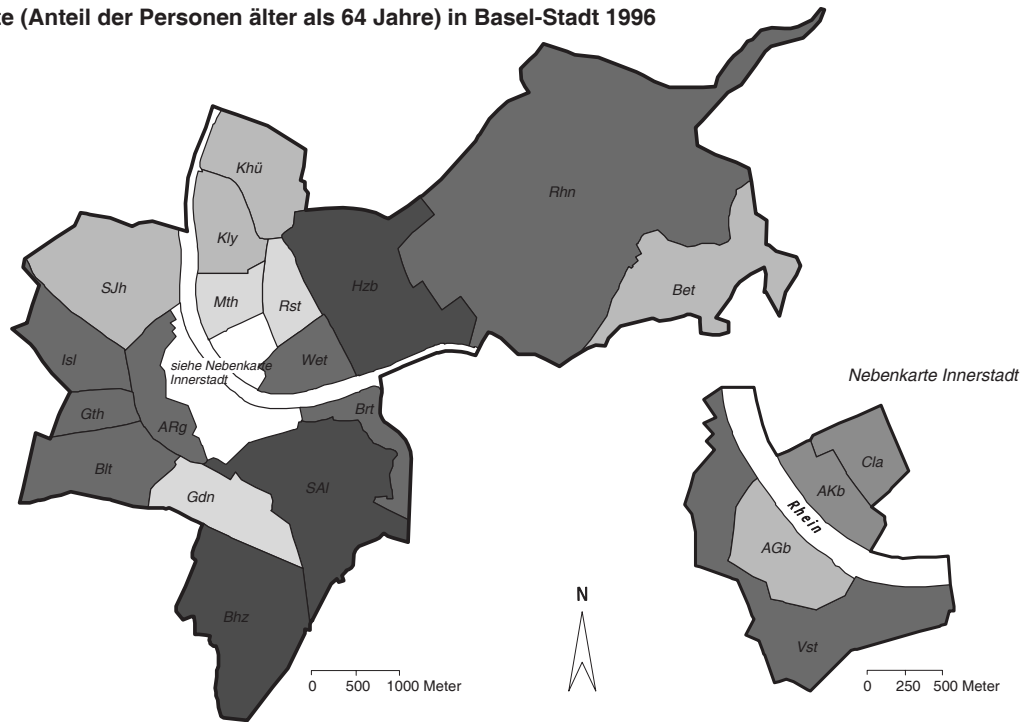 te (Anteil der Personen älter als 64 Jahre) in Basel-Stadt 1996
Khü
Rhn
Kly
SJh
Hzb
Bet
Mth
Rst
Isl
siehe Nebenkarte
Innerstadt
Wet
Nebenkarte Innerstadt
Gth
ARg
Brt
Blt
Gdn
SAl
Cla
AKb
Rhein
AGb
N
Bhz
Vst
0 500 1000 Meter
0 250 500 Meter